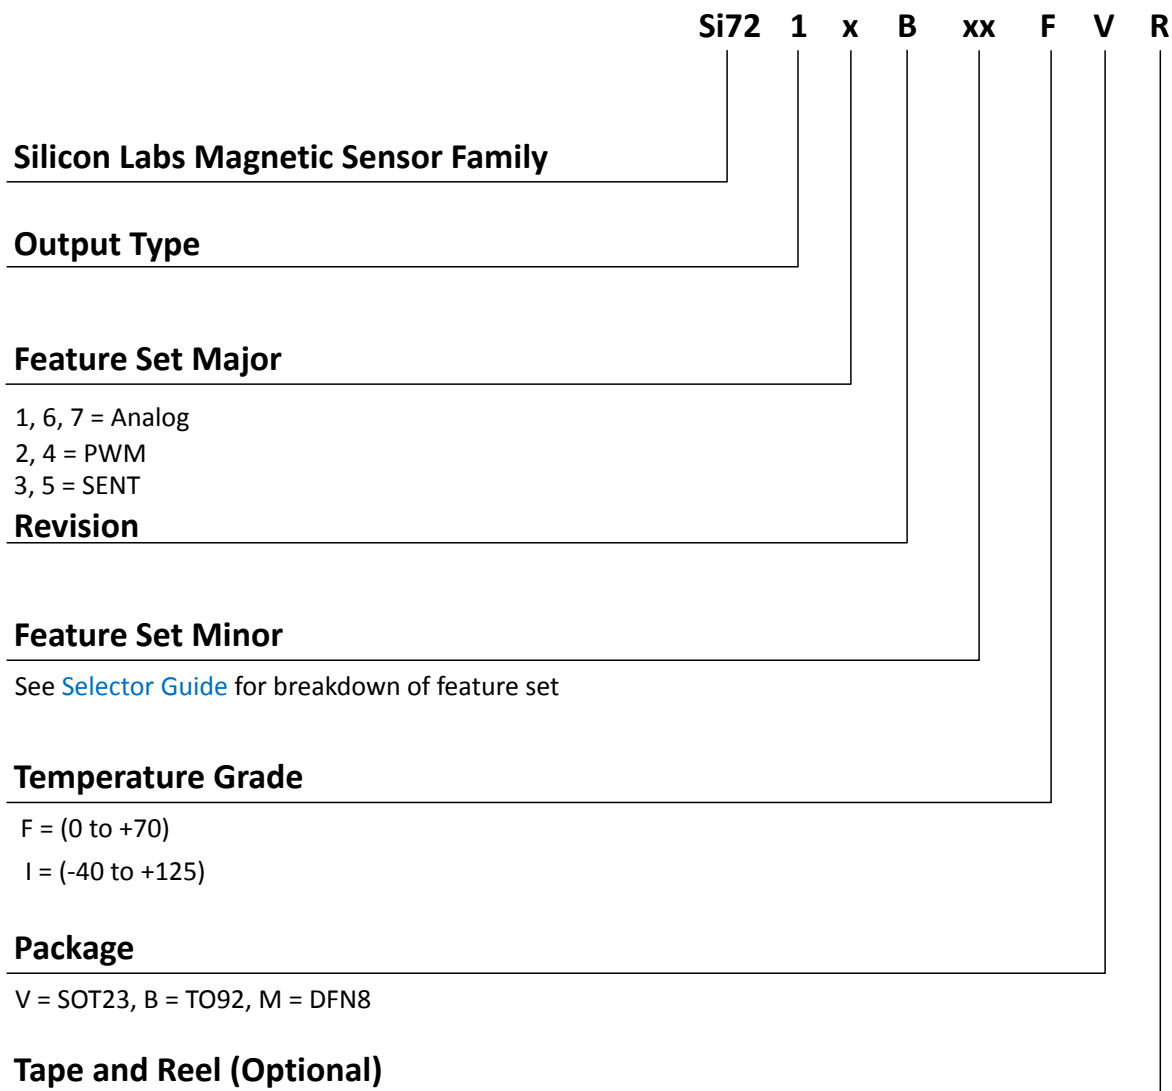 Si72 1 x B xx F V R
Silicon Labs Magnetic Sensor Family
Output Type
Feature Set Major
1, 6, 7 = Analog
2, 4 = PWM
3, 5 = SENT
Revision
Feature Set Minor
See Selector Guide for breakdown of feature set
Temperature Grade
F = (0 to +70)
I = (-40 to +125)
Package
V = SOT23, B = TO92, M = DFN8
Tape and Reel (Optional)